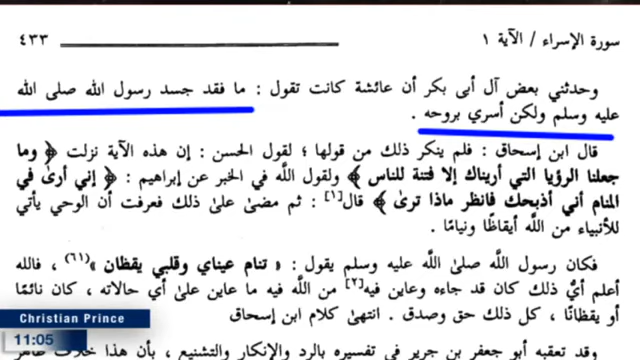 سورة الإسراء / الآية ١ ٤٣٣
وحدثني بعض آل أبي بكر أن عائشة كانت تقول : ما فقد جسد رسول الله صلى الله
عليه وسلم ولكن أسري بروحه .
قال ابن إسحاق : فلم ينكر ذلك من قولها ؛ لقول الحسن : إن هذه الآية نزلت ﴿ وما
جعلنا الرؤيا التي أريناك إلا فتنة للناس ﴾ ولقول الله في الخبر عن إبراهيم : ﴿ إني أرى في
المنام أني أذبحك فانظر ماذا ترى ﴾ قال[١] : ثم مضى على ذلك فعرفت أن الوحي يأتي
للأنبياء من الله أيقاظًا ونيامًا .
فكان رسول الله صلى الله عليه وسلم يقول : « تنام عيناي وقلبي يقظان »(٦١) ، فالله
أعلم أيُّ ذلك كان قد جاءه وعاين فيه[٢] من الله فيه ما عاين على أي حالاته ، كان نائمًا
أو يقظانًا ، كل ذلك حق وصدق . انتهى كلام ابن إسحاق
وقد تعقبه أبو جعفر بن جرير في تفسيره بالرد والإنكار والتشنيع ، بأن هذا خلاف ظاهر
Christian Prince
11:05